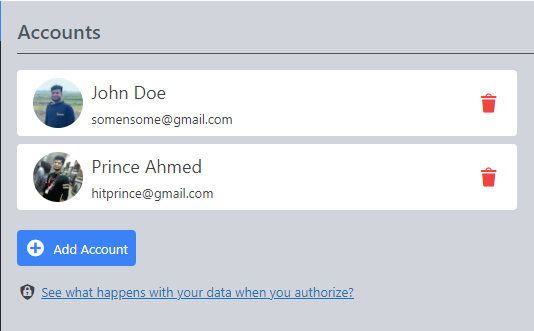 Accounts
John Doe
somensome@gmail.com
Prince Ahmed
hitprince@gmail.com
Add Account
See what happens with your data when you authorize?